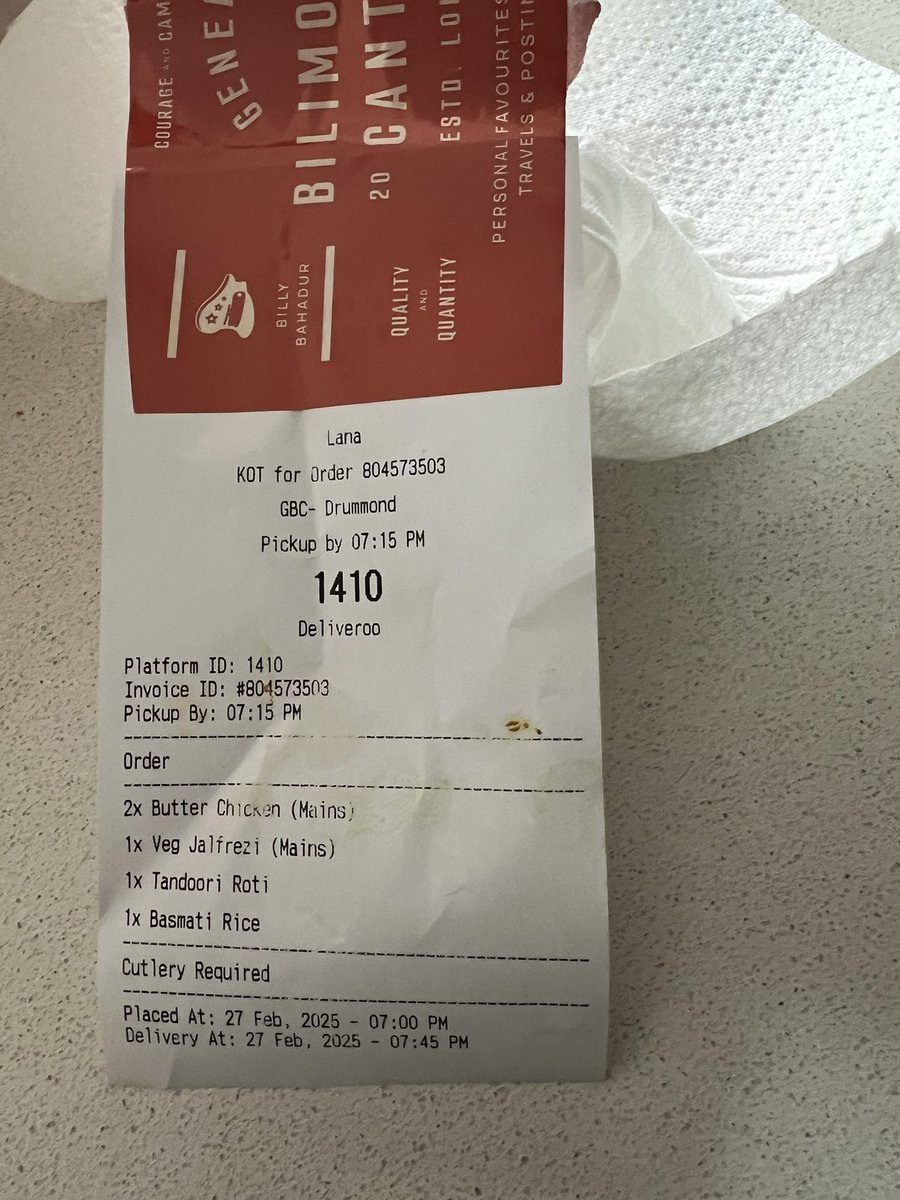 COURAGE AND
BILIMO
20 CANT
ESTD. LO
PERSONAL FAVOURITES
TRAVELS & POSTIN
BILLY
BAHADUR
QUALITY
AND
QUANTITY
Lana
KOT for Order 804573503
GBC- Drummond
Pickup by 07:15 PM
1410
Deliveroo
Platform ID: 1410
Invoice ID: #804573503
Pickup By: 07:15 PM
Order
2x Butter Chicken (Mains)
1x Veg Jalfrezi (Mains)
1x Tandoori Roti
1x Basmati Rice
Cutlery Required
Placed At: 27 Feb, 2025 - 07:00 PM
Delivery At: 27 Feb, 2025 - 07:45 PM